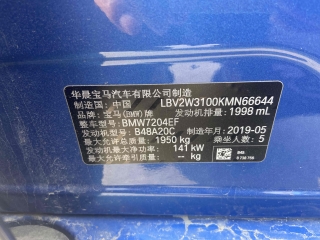 华晨宝马汽车有限公司制造
制造国: 中国 LBV2W3100KMN66644
品牌: 宝马(BMW)牌 发动机排量: 1998 mL
整车型号: BMW7204EF
发动机型号: B48A20C 制造年月: 2019-05
最大允许总质量: 1950 kg 乘坐人数: 5
发动机最大净功率: 141 kW
最大允许牵引质量: -- kg